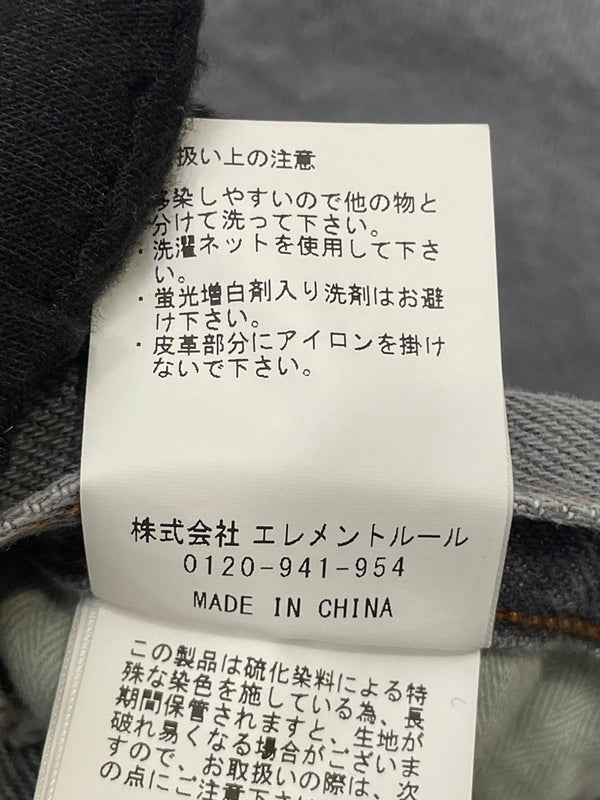 扱い上の注意
移染しやすいので他の物と
分けて洗って下さい。
・洗濯ネットを使用して下さ
い。
・蛍光増白剤入り洗剤はお避
け下さい。
・皮革部分にアイロンを掛け
ないで下さい。
株式会社 エレメントルール
0120-941-954
MADE IN CHINA
この製品は硫化染料による特
殊な染色を施している為、長
期間保管されますと、生地が
破れ易くなる場合がございま
すので、お取扱いの際は、次
の点にご注意下さ